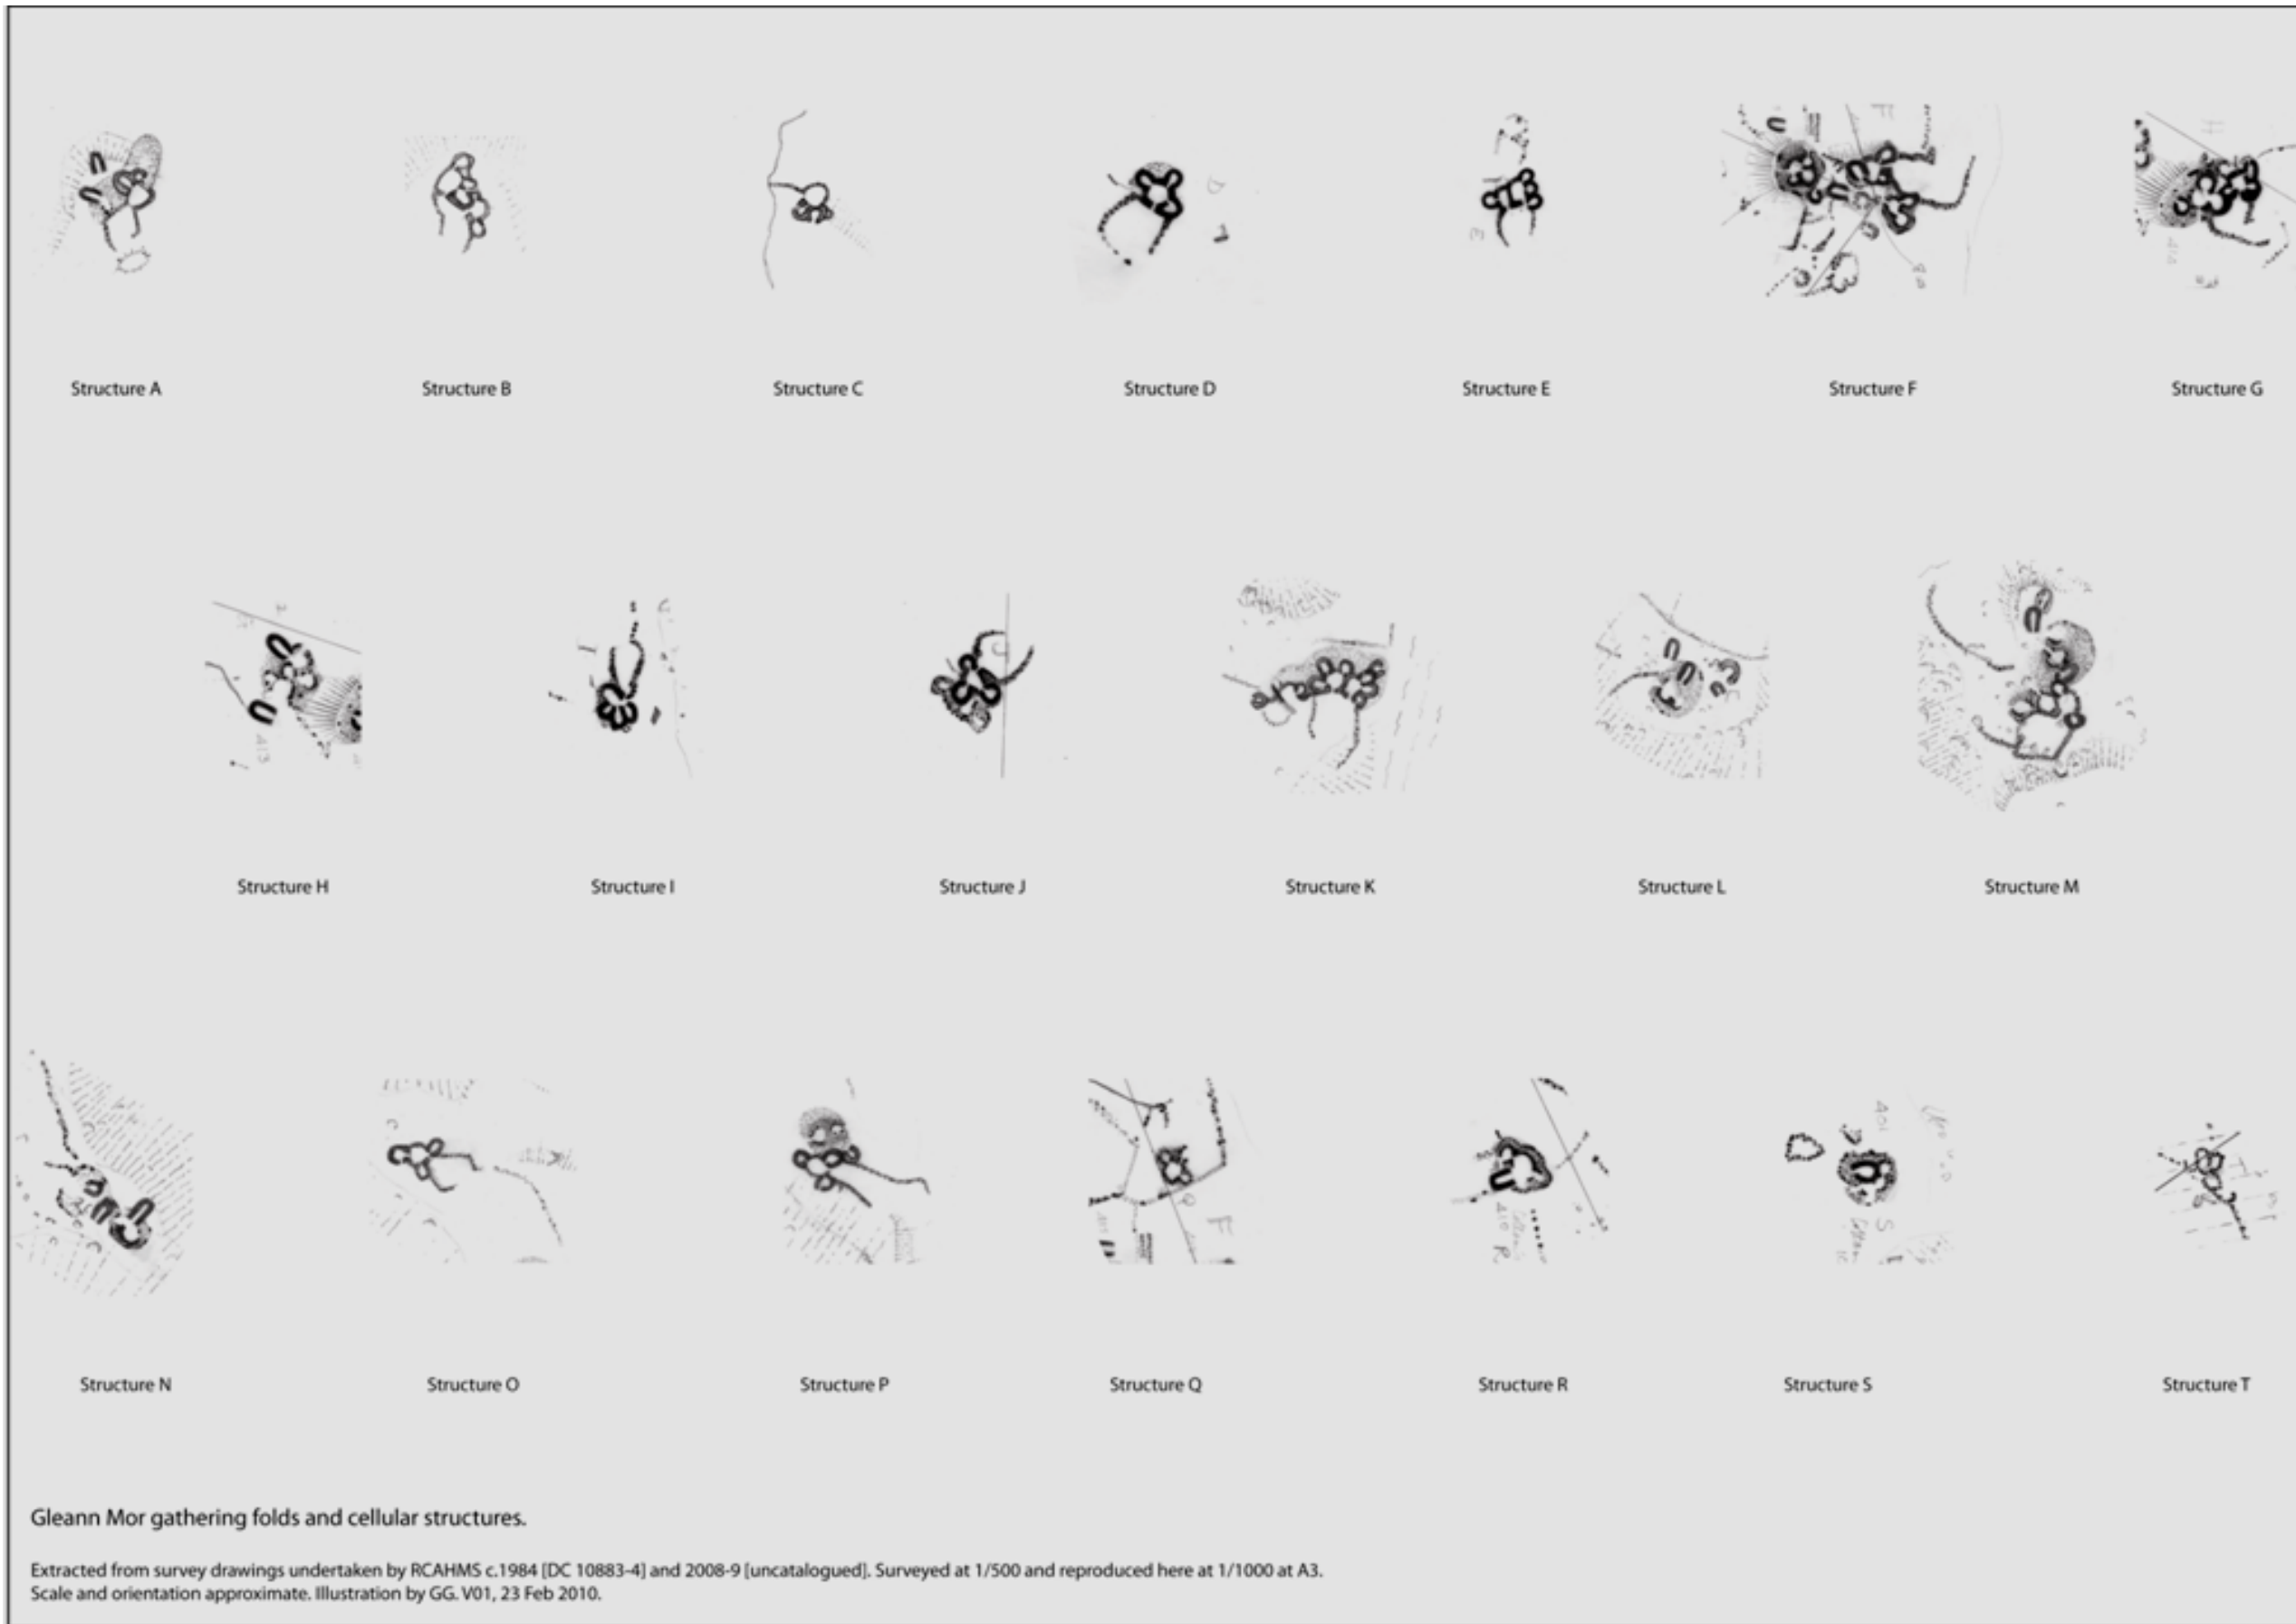 Structure A
Structure B
Structure C
Structure D
Structure E
Structure F
Structure G
Structure H
Structure I
Structure J
Structure K
Structure L
Structure M
Structure N
Structure O
Structure P
Structure Q
Structure R
Structure S
Structure T
Gleann Mor gathering folds and cellular structures.
Extracted from survey drawings undertaken by RCAHMS c.1984 [DC 10883-4] and 2008-9 [uncatalogued]. Surveyed at 1/500 and reproduced here at 1/1000 at A3.
Scale and orientation approximate. Illustration by GG. V01, 23 Feb 2010.